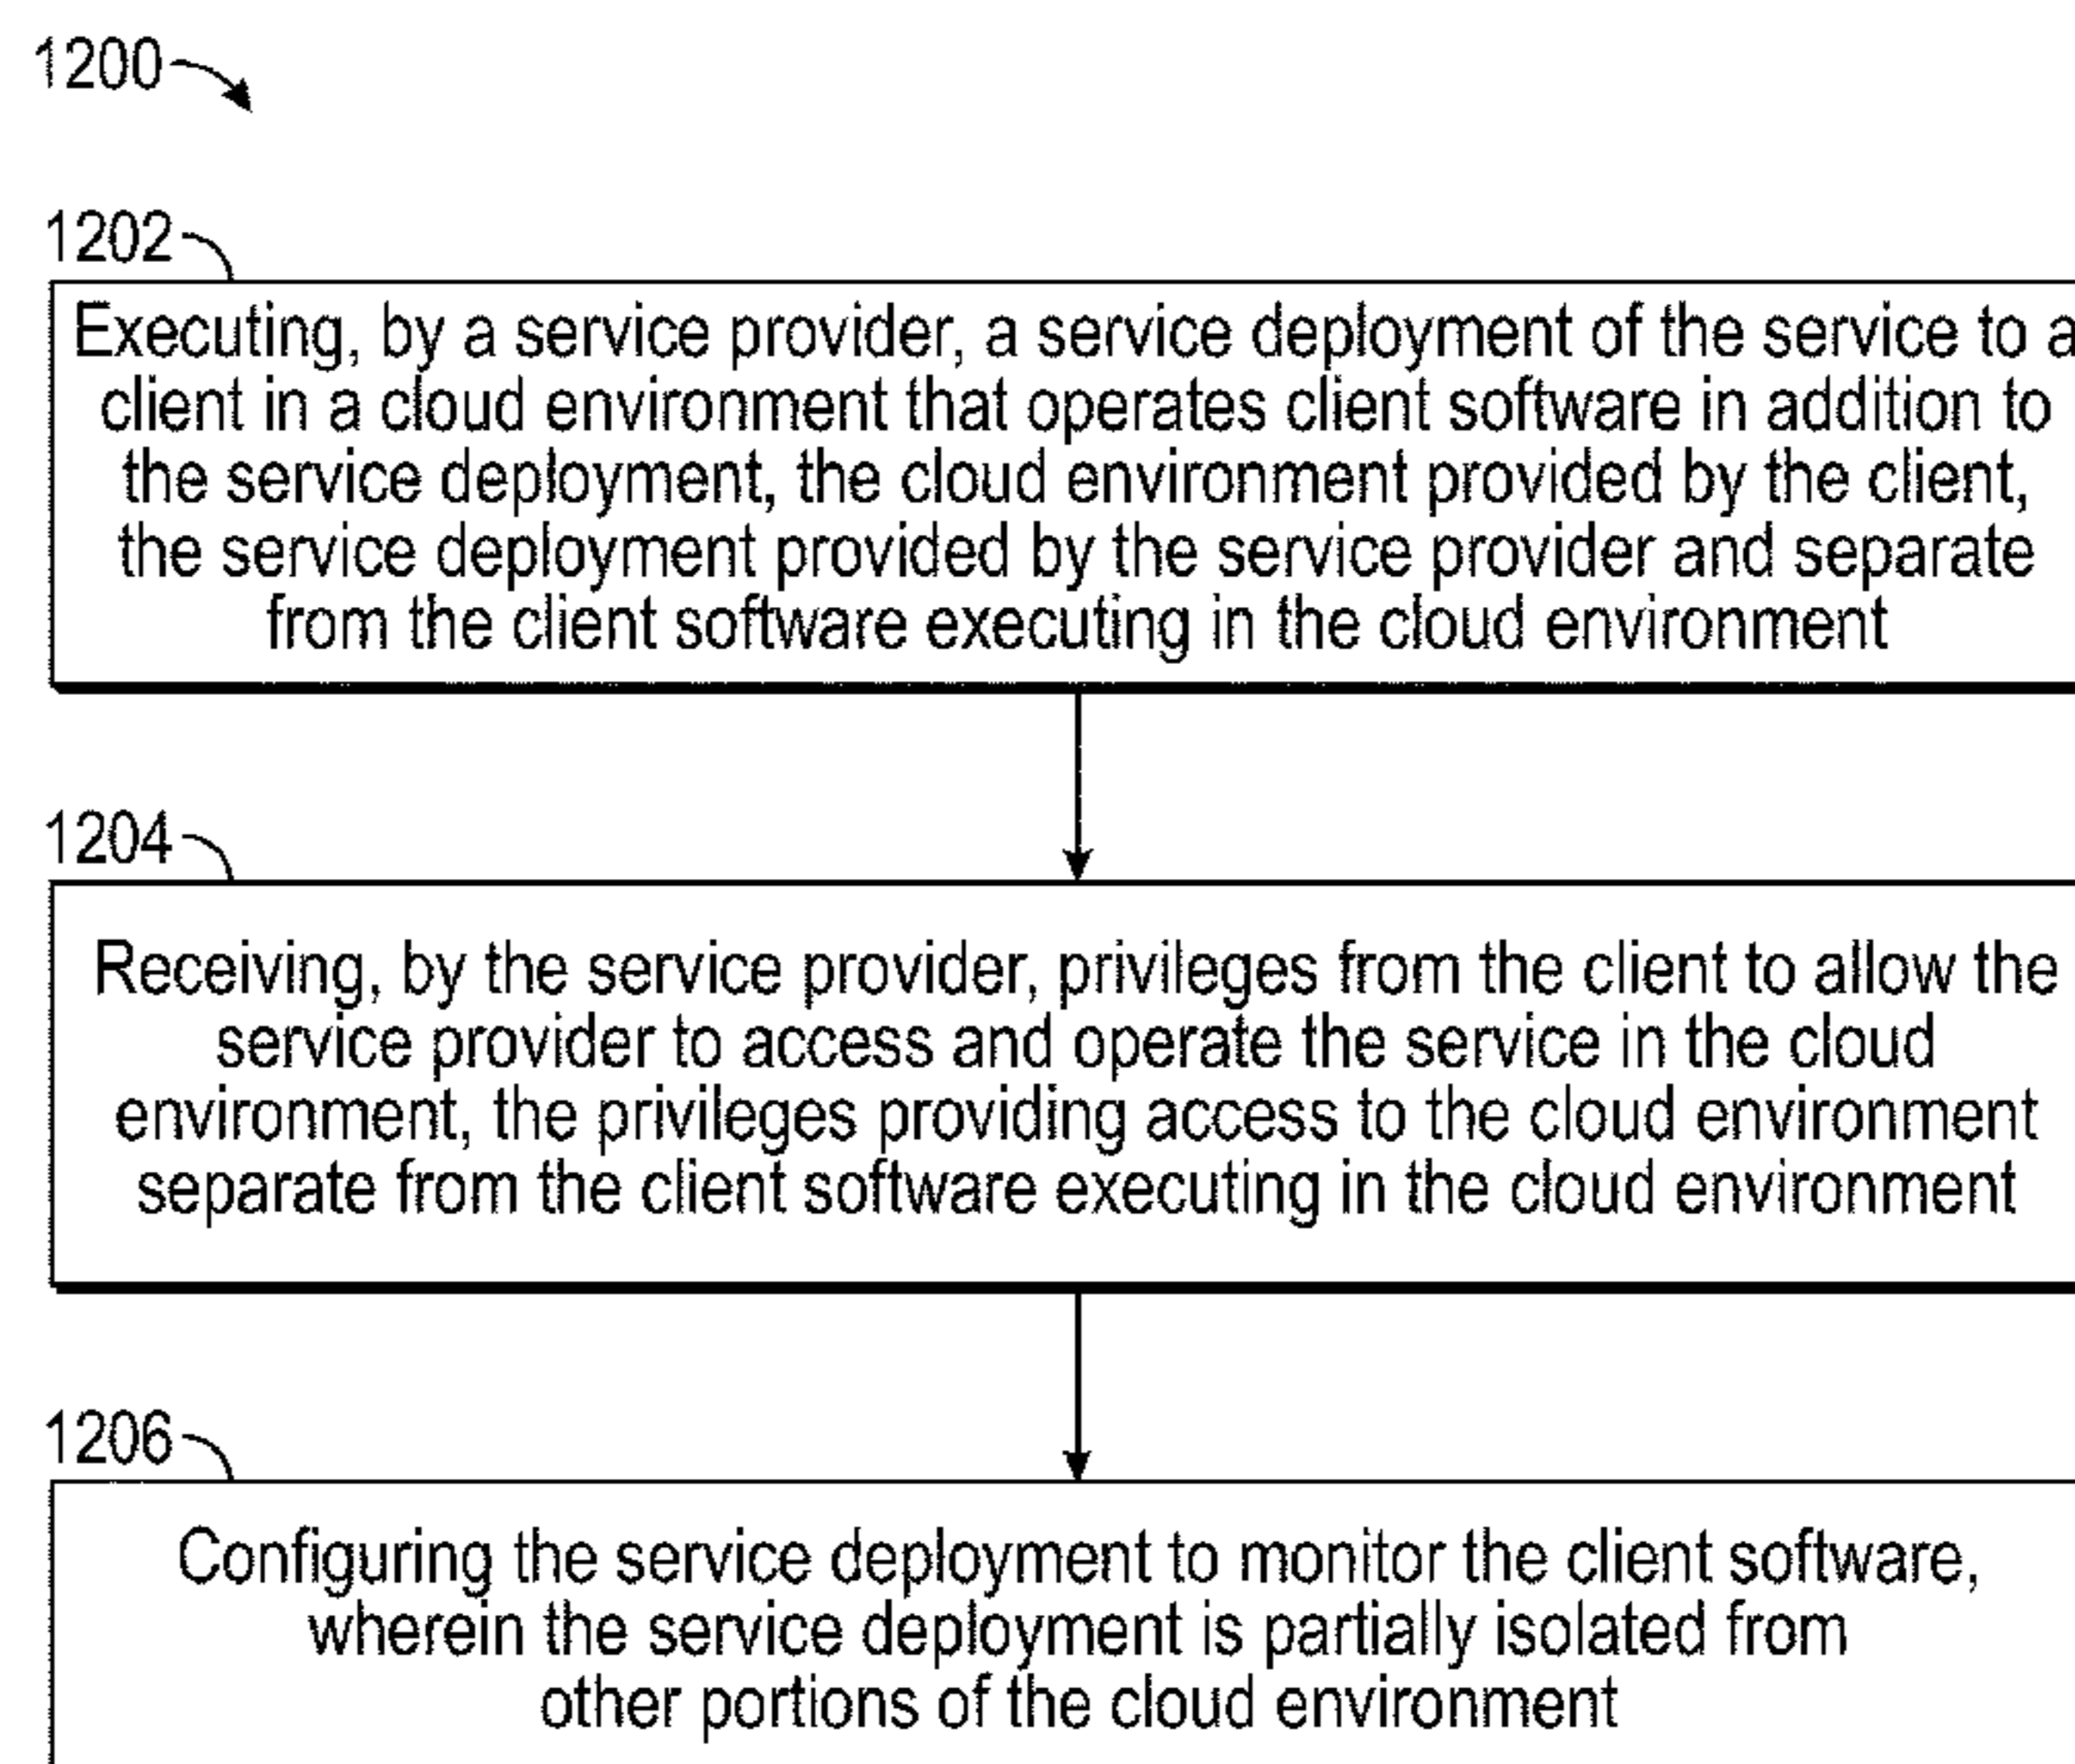 1200
1202
Executing, by a service provider, a service deployment of the service to a
client in a cloud environment that operates client software in addition to
the service deployment, the cloud environment provided by the client,
the service deployment provided by the service provider and separate
from the client software executing in the cloud environment
1204
Receiving, by the service provider, privileges from the client to allow the
service provider to access and operate the service in the cloud
environment, the privileges providing access to the cloud environment
separate from the client software executing in the cloud environment
1206
Configuring the service deployment to monitor the client software,
wherein the service deployment is partially isolated from
other portions of the cloud environment